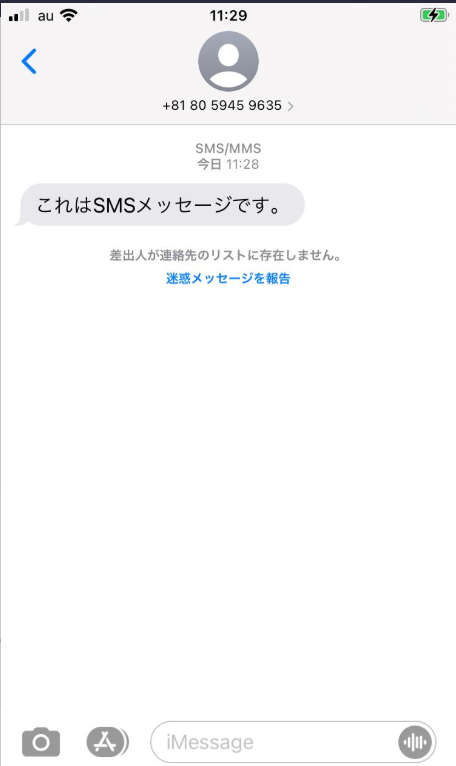 au 11:29
+81 80 5945 9635
SMS/MMS
今日 11:28
これはSMSメッセージです。
差出人が連絡先のリストに存在しません。
迷惑メッセージを報告
iMessage